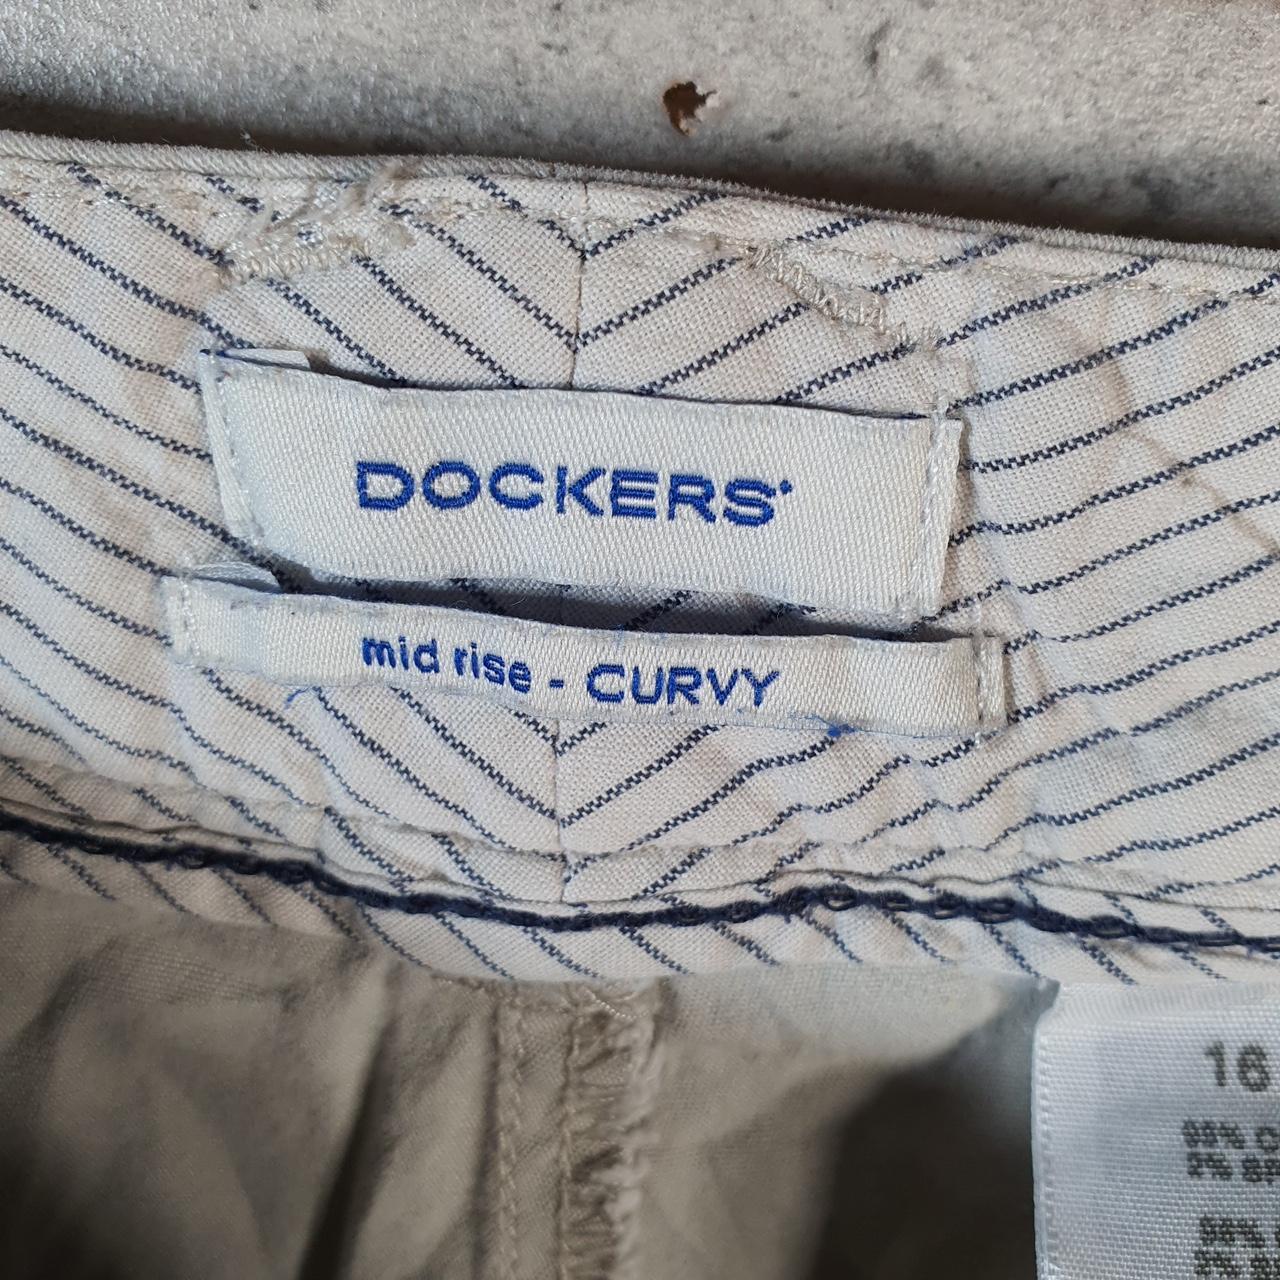 DOCKERS
mid rise - CURVY
16